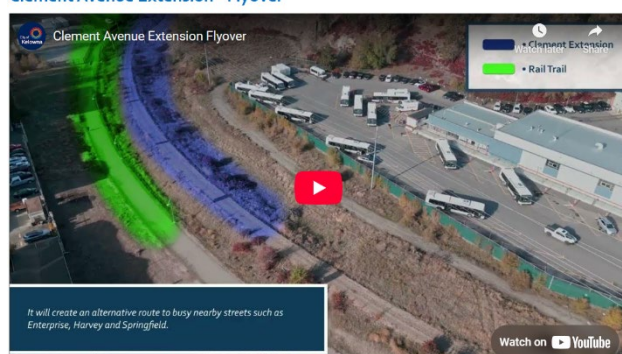 Clement Avenue Extension - Flyover
City of
Kelowna
Clement Avenue Extension Flyover
Watch later
Share
• Clement Extension
• Rail Trail
It will create an alternative route to busy nearby streets such as
Enterprise, Harvey and Springfield.
Watch on YouTube